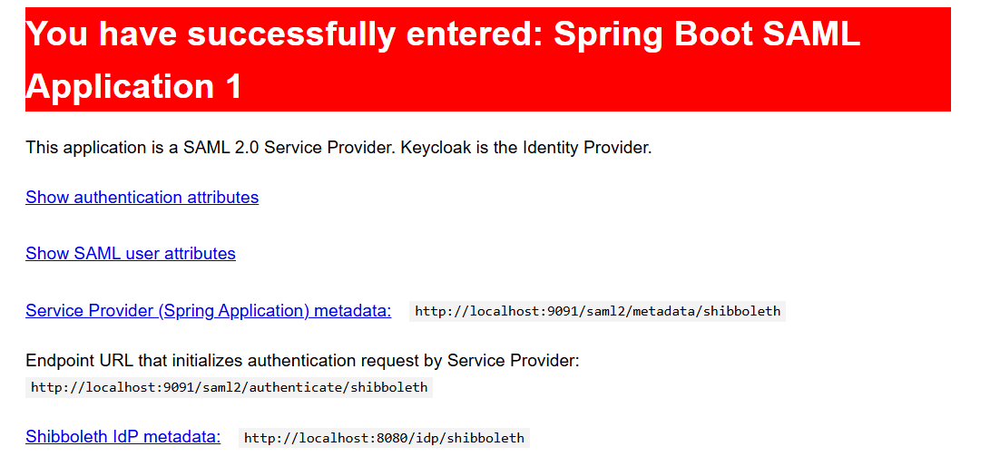 You have successfully entered: Spring Boot SAML
Application 1
This application is a SAML 2.0 Service Provider. Keycloak is the Identity Provider.
Show authentication attributes
Show SAML user attributes
Service Provider (Spring Application) metadata: http://localhost:9091/saml2/metadata/shibboleth
Endpoint URL that initializes authentication request by Service Provider:
http://localhost:9091/saml2/authenticate/shibboleth
Shibboleth IdP metadata: http://localhost:8080/idp/shibboleth